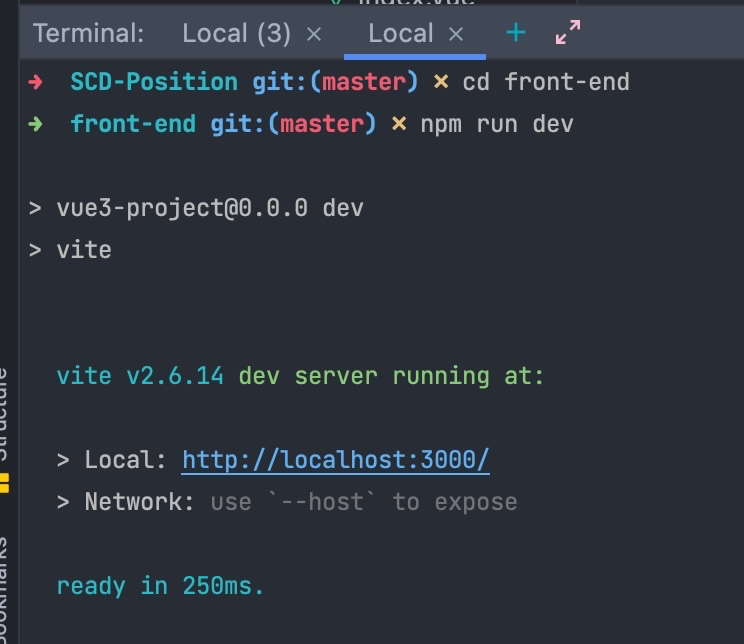 Terminal: Local (3) × Local × +
➜ SCD-Position git:(master) ✗ cd front-end
➜ front-end git:(master) ✗ npm run dev
> vue3-project@0.0.0 dev
> vite
vite v2.6.14 dev server running at:
> Local: http://localhost:3000/
> Network: use `--host` to expose
ready in 250ms.
Structure